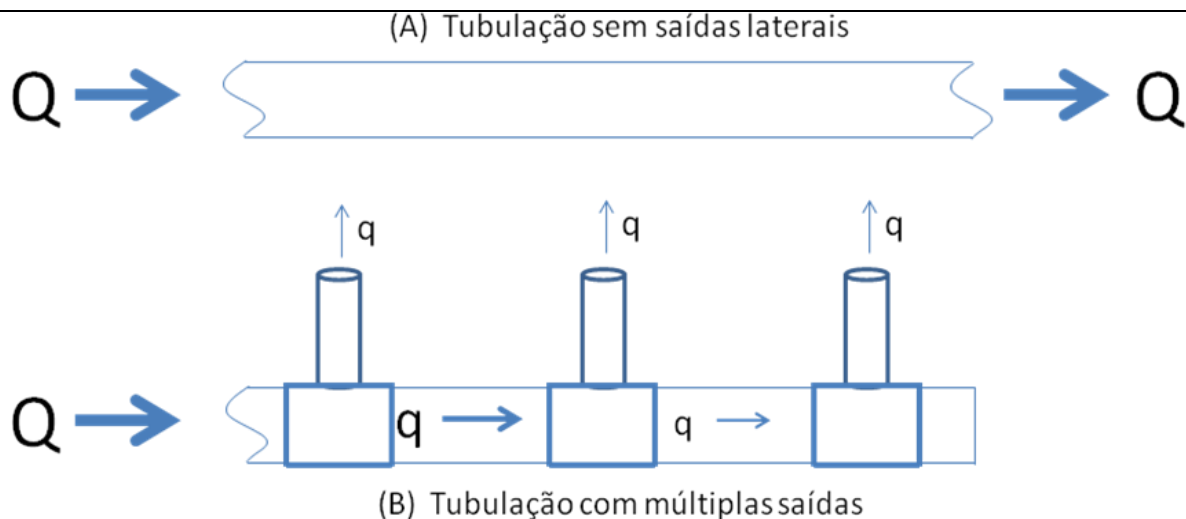 (A) Tubulação sem saídas laterais
Q Q
q q q
Q q q
(B) Tubulação com múltiplas saídas